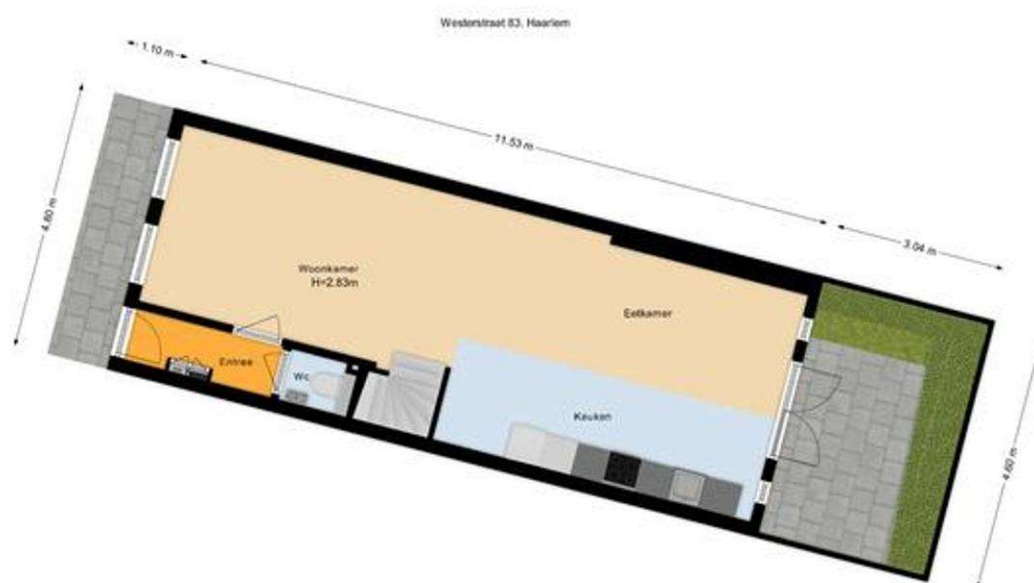 Westerstraat 83, Haarlem
1.10 m
11.53 m
3.04 m
4.60 m
Woonkamer
H=2.83m
Eetkamer
Entree
Wc
Keuken
4.60 m